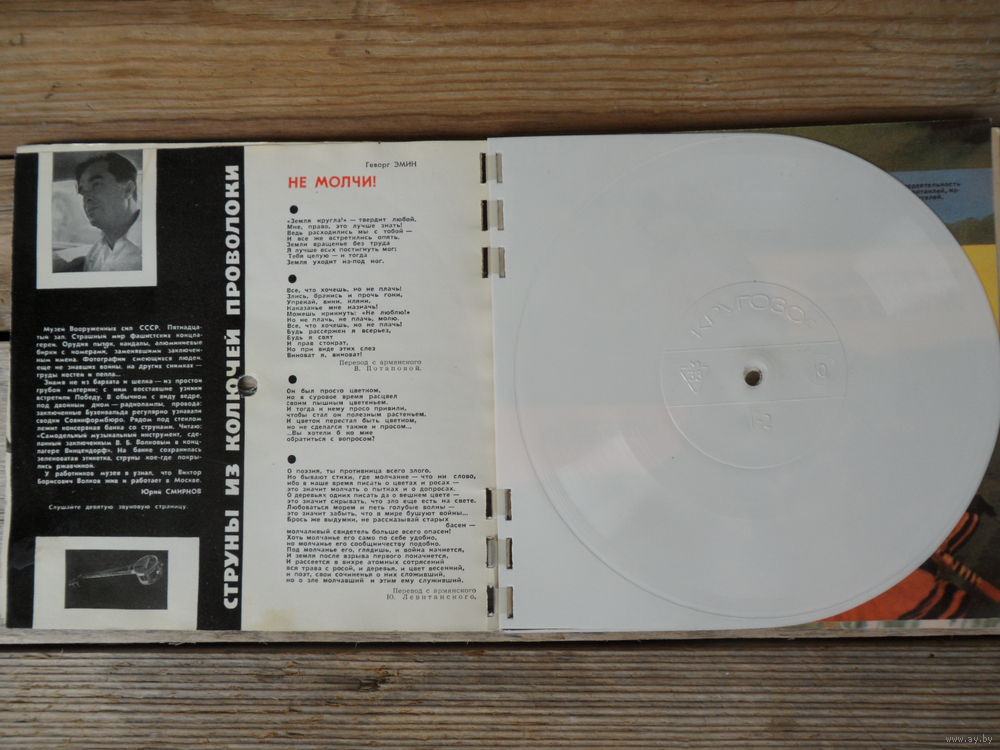 СТРУНЫ ИЗ КОЛЮЧЕЙ ПРОВОЛОКИ
Музей Вооруженных сил СССР. Пятнадца-
тый зал. Страшный мир фашистских концла-
герей. Орудия пыток, кандалы, алюминиевые
бирки с номерами, заменявшими заключен-
ным имена. Фотографии смеющихся людей,
еще не знавших войны, на других снимках —
груды костей и пепла...
Знамя не из бархата и шелка — из простой
грубой материи; с ним восставшие узники
встретили Победу. В обычном с виду ведре,
под двойным дном — радиолампы, провода:
заключенные Бухенвальда регулярно узнавали
сводки Совинформбюро. Рядом под стеклом
лежит консервная банка со струнами. Читаю:
«Самодельный музыкальный инструмент, сде-
ланный заключенным В. Б. Волковым в конц-
лагере Витцендорф». На банке сохранилась
зеленоватая этикетка, струны кое-где покры-
лись ржавчиной.
У работников музея я узнал, что Виктор
Борисович Волков жив и работает в Москве.
Юрий СМИРНОВ
Слушайте девятую звуковую страницу.
Геворг ЭМИН
НЕ МОЛЧИ!
«Земля кругла!» — твердит любой,
Мне, право, это лучше знать!
Ведь расходились мы с тобой —
И все же встретились опять.
Земли вращенье без труда
Я лучше всех постигнуть мог:
Тебя целую — и тогда
Земля уходит из-под ног.
Все, что хочешь, но не плачь!
Злись, бранись и прочь гони,
Упрекай, вини, кляни,
Наказанье мне назначь!
Можешь крикнуть: «Не люблю!»
Но не плачь, не плачь, молю.
Все, что хочешь, но не плачь!
Будь рассержен я всерьез,
Будь я свят
И прав стократ,
Но при виде этих слез
Виноват я, виноват!
Перевод с армянского
В. Потаповой.
Он был просто цветком,
но в суровое время расцвел
своим пышным цветеньем.
И тогда к нему просо привили,
чтобы стал он полезным растеньем.
И цветок перестал быть цветком,
но не сделался также и просом...
...Вы хотели б ко мне
обратиться с вопросом?
О поэзия, ты противница всего злого.
Но бывают стихи, где молчание — что ни слово,
ибо в наше время писать о цветах и росах —
это значит молчать о пытках и о допросах.
О деревьях одних писать да о вешнем цвете —
это значит скрывать, что зло еще есть на свете.
Любоваться морем и петь голубые волны —
это значит забыть, что в мире бушуют войны...
Брось же выдумки, не рассказывай старых
басен —
молчаливый свидетель больше всего опасен!
Хоть молчанье его само по себе удобно,
но молчанье его сообщничеству подобно.
Под молчанье его, глядишь, и война начнется,
И земля после взрыва первого покачнется,
И рассеется в вихре атомных сотрясений
вся трава с росой, и деревья, и цвет весенний,
и поэт, свои сочиненья о них сложивший,
но о зле молчавший и этим ему служивший.
Перевод с армянского
Ю. Левитанского.
КРУГОЗОР
www.ay.by